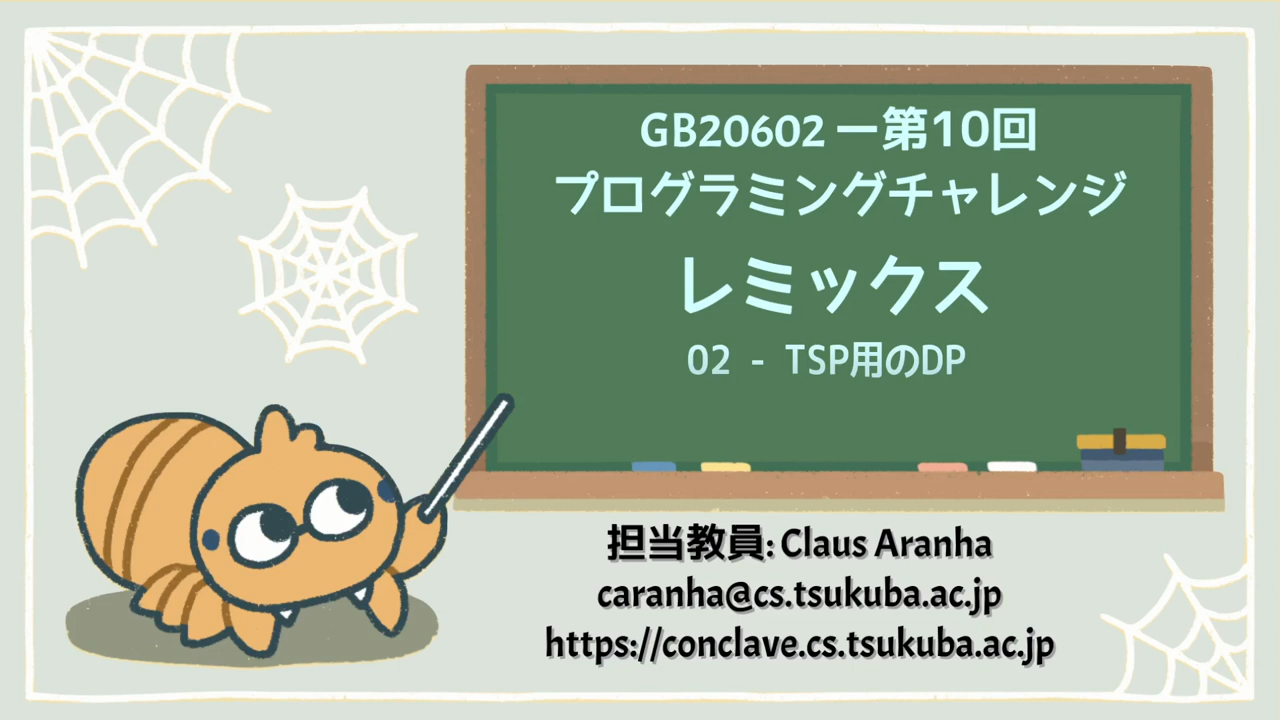 GB20602 ー第10回
プログラミングチャレンジ
レミックス
02 - TSP用のDP
担当教員: Claus Aranha
caranha@cs.tsukuba.ac.jp
https://conclave.cs.tsukuba.ac.jp